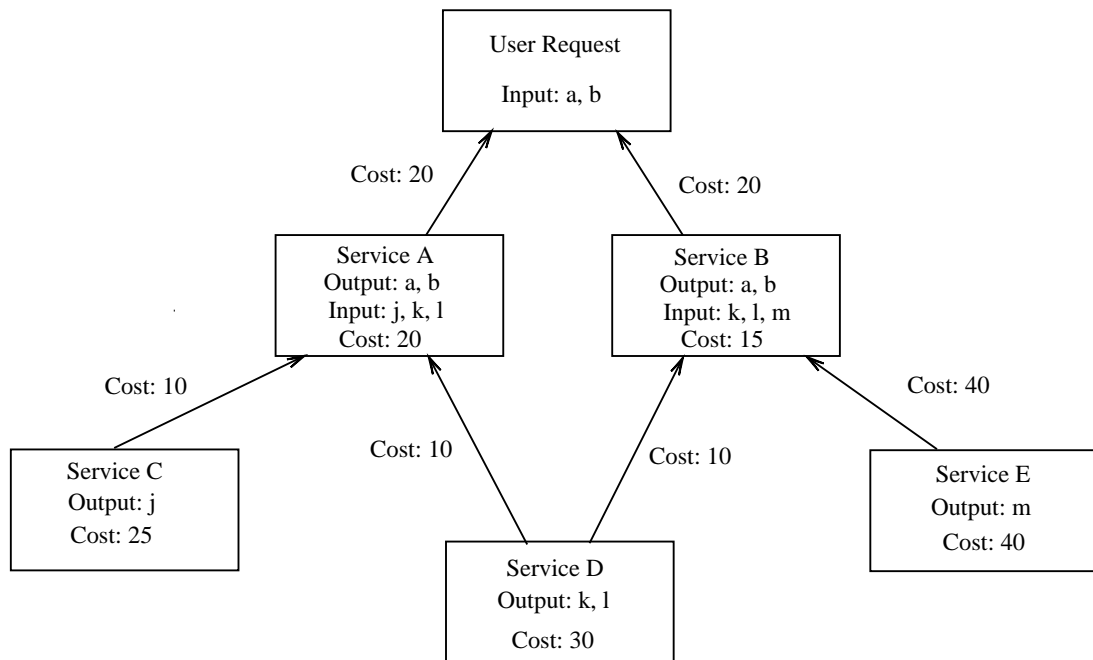 User Request
Input: a, b
Cost: 20
Cost: 20
Service A
Output: a, b
Input: j, k, l
Cost: 20
Service B
Output: a, b
Input: k, l, m
Cost: 15
Cost: 10
Cost: 10
Cost: 10
Cost: 40
Service C
Output: j
Cost: 25
Service D
Output: k, l
Cost: 30
Service E
Output: m
Cost: 40